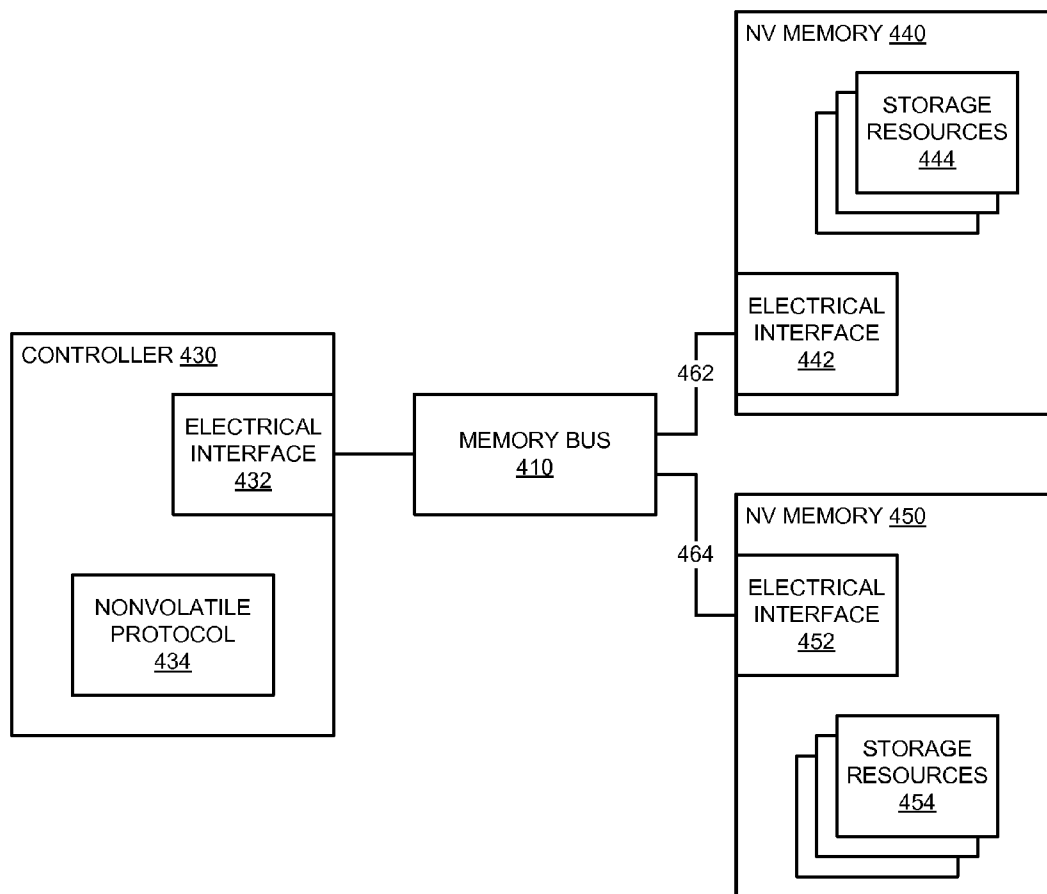 NV MEMORY 440
STORAGE
RESOURCES
444
ELECTRICAL
INTERFACE
442
CONTROLLER 430
ELECTRICAL
INTERFACE
432
NONVOLATILE
PROTOCOL
434
MEMORY BUS
410
462
464
NV MEMORY 450
ELECTRICAL
INTERFACE
452
STORAGE
RESOURCES
454